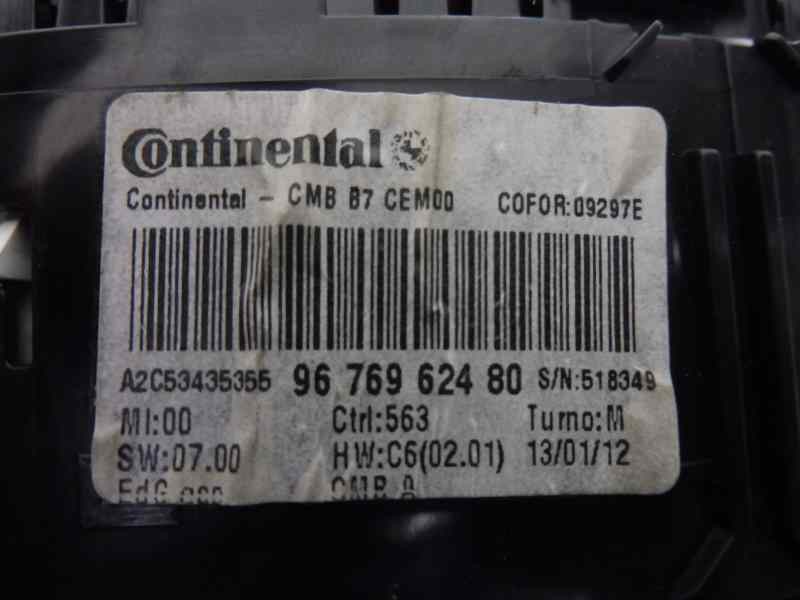 Continental
Continental - CMB B7 CEM00 COFOR:09297E
A2C53435355 96 769 624 80 S/N:518349
MI:00 Ctrl:563 Turno:M
SW:07.00 HW:C6(02.01) 13/01/12
CMB